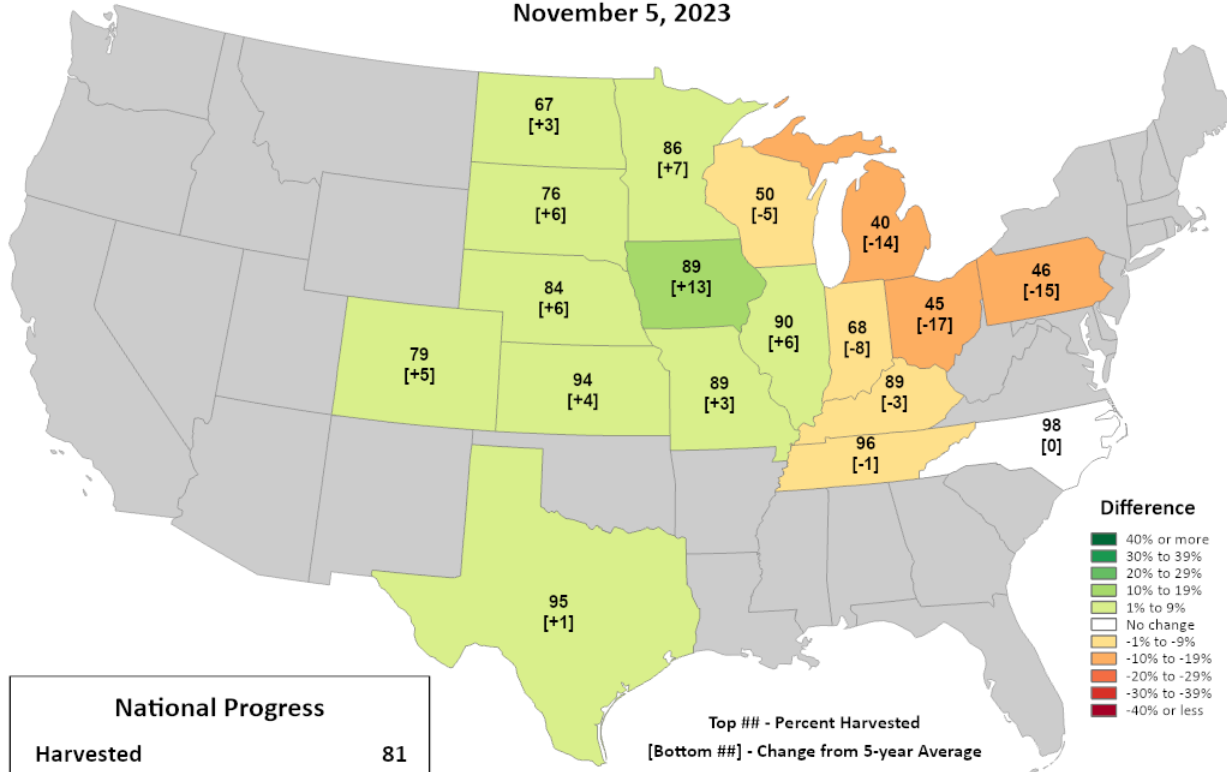 November 5, 2023
67
[+3]
86
[+7]
76
[+6]
50
[-5]
40
[-14]
89
[+13]
84
[+6]
46
[-15]
45
[-17]
90
[+6]
68
[-8]
79
[+5]
94
[+4]
89
[+3]
89
[-3]
96
[-1]
98
[0]
95
[+1]
Difference
40% or more
30% to 39%
20% to 29%
10% to 19%
1% to 9%
No change
-1% to -9%
-10% to -19%
-20% to -29%
-30% to -39%
-40% or less
National Progress
Harvested 81
Top ## - Percent Harvested
[Bottom ##] - Change from 5-year Average